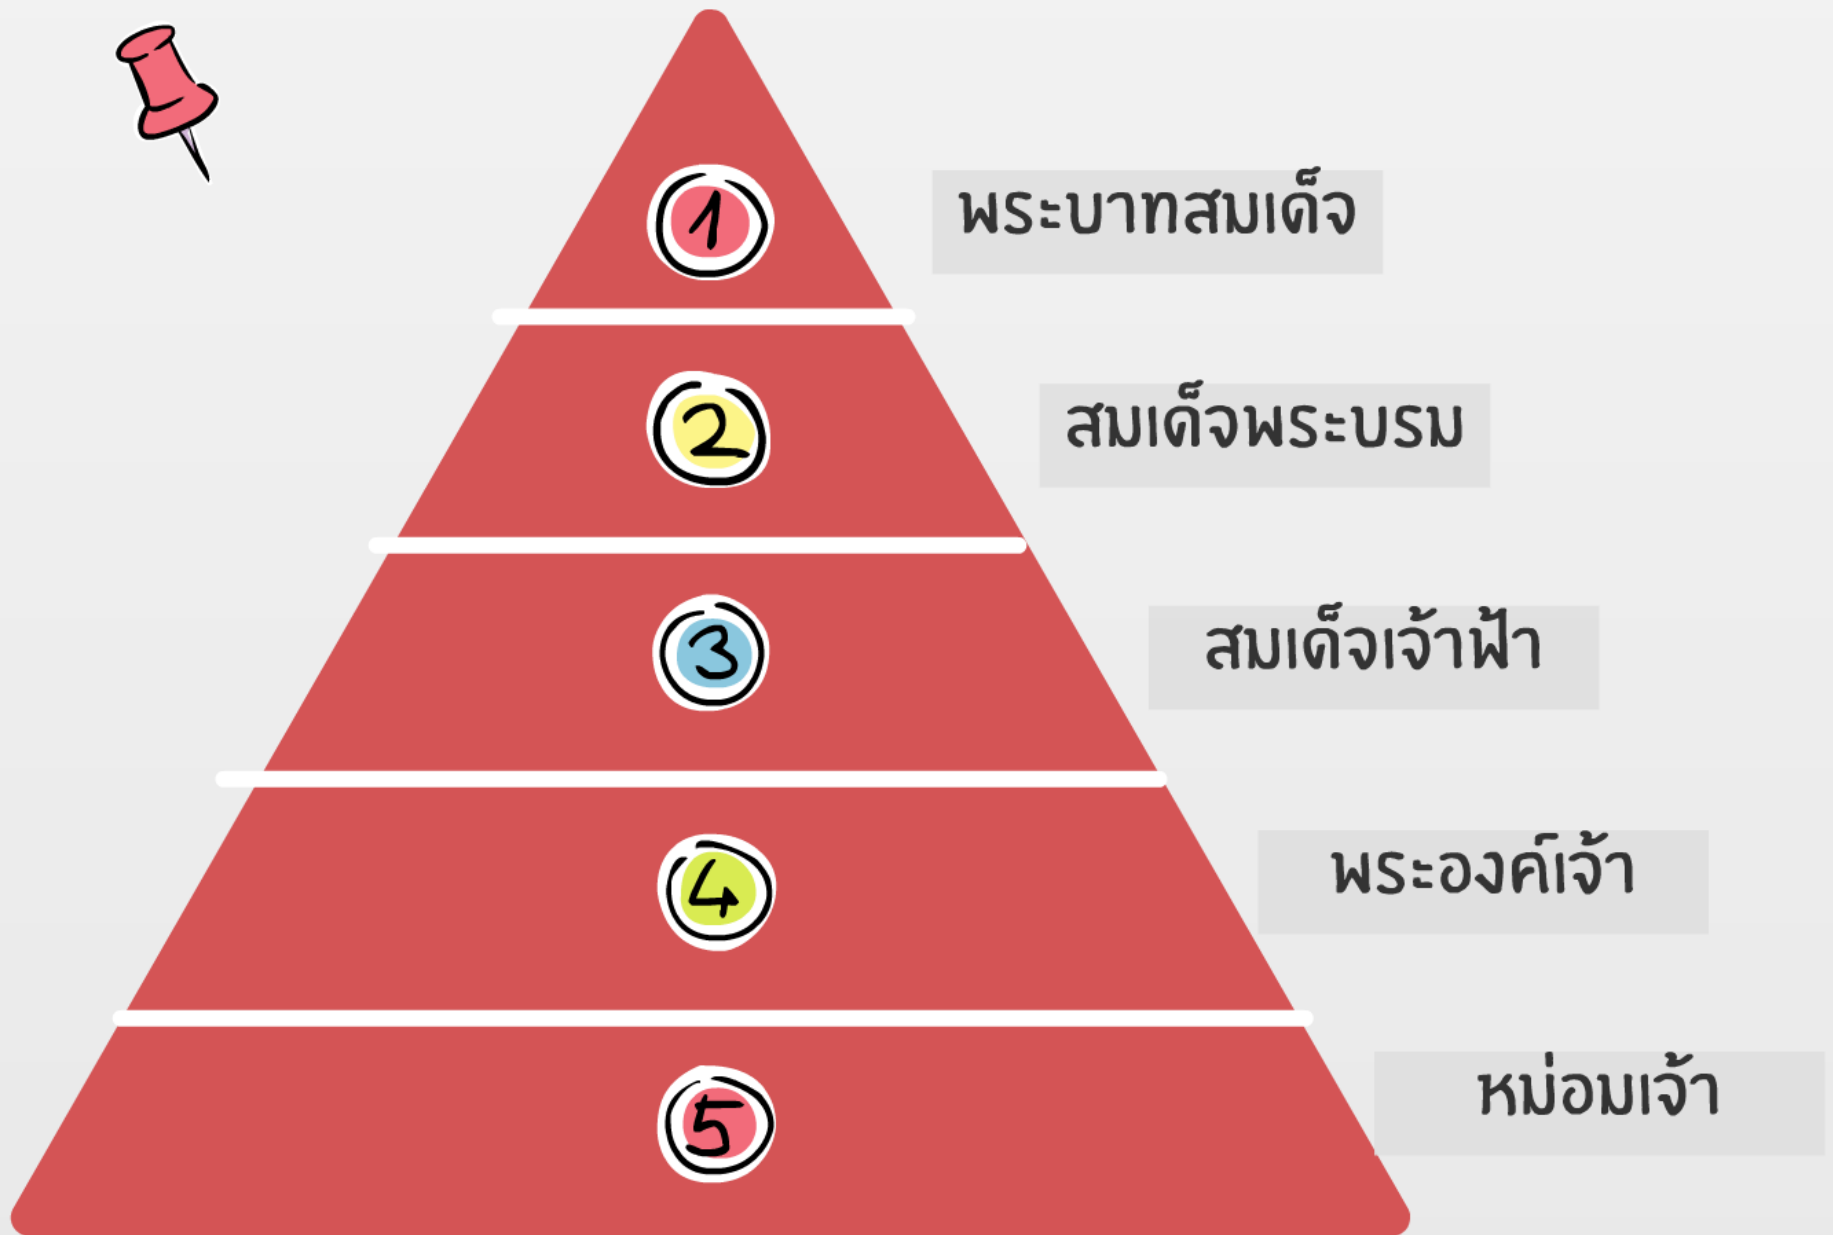 1
พระบาทสมเด็จ
2
สมเด็จพระบรม
3
สมเด็จเจ้าฟ้า
4
พระองค์เจ้า
5
หม่อมเจ้า